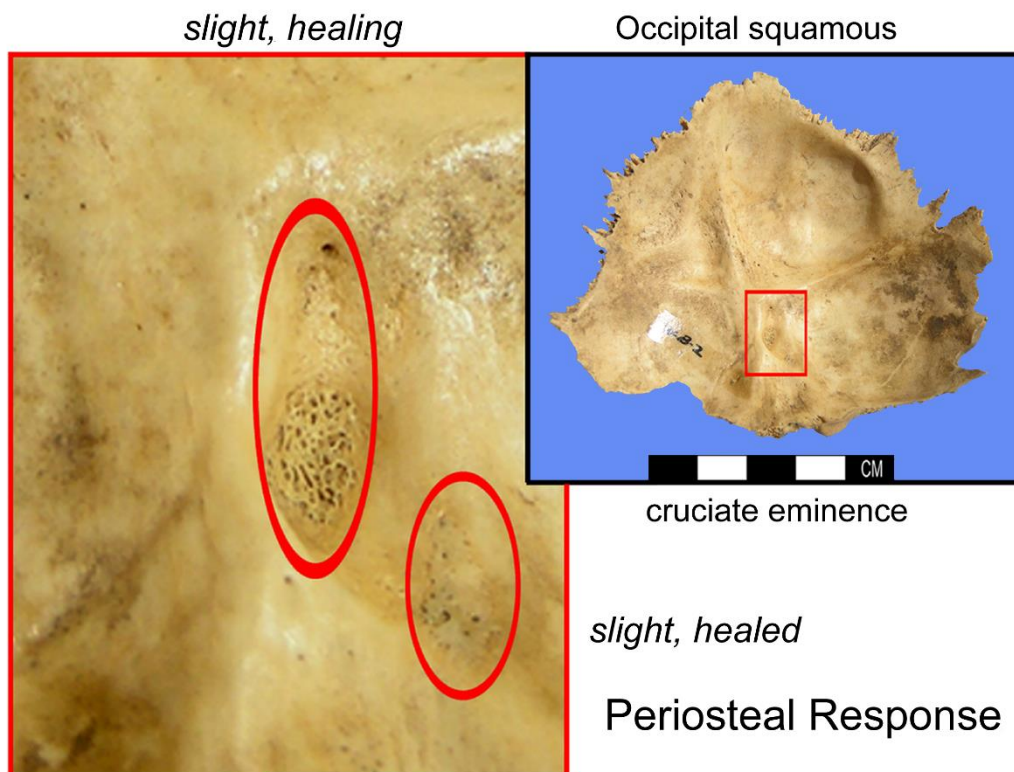 slight, healing
Occipital squamous
CM
cruciate eminence
slight, healed
Periosteal Response